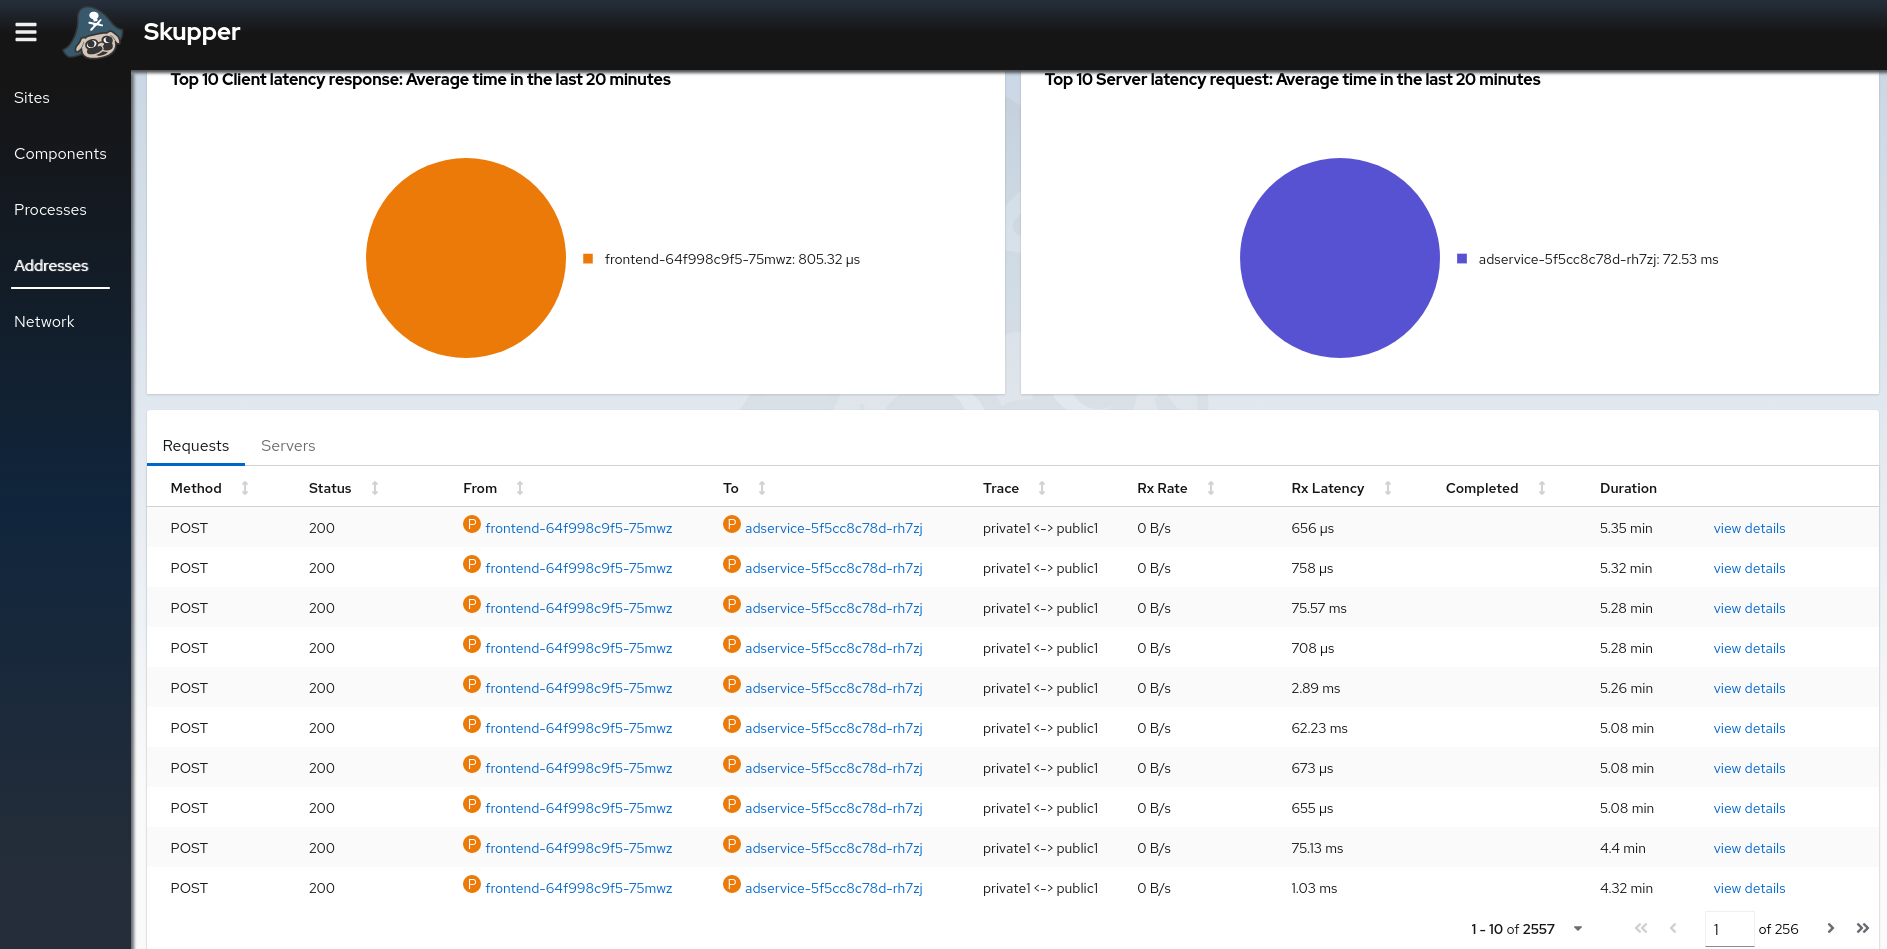 Skupper
Sites
Components
Processes
Addresses
Network
Top 10 Client latency response: Average time in the last 20 minutes
frontend-64f998c9f5-75mwz: 805.32 µs
Top 10 Server latency request: Average time in the last 20 minutes
adservice-5f5cc8c78d-rh7zj: 72.53 ms
Requests Servers
Method Status From To Trace Rx Rate Rx Latency Completed Duration
POST 200 P frontend-64f998c9f5-75mwz P adservice-5f5cc8c78d-rh7zj private1 <-> public1 0 B/s 656 µs 5.35 min view details
POST 200 P frontend-64f998c9f5-75mwz P adservice-5f5cc8c78d-rh7zj private1 <-> public1 0 B/s 758 µs 5.32 min view details
POST 200 P frontend-64f998c9f5-75mwz P adservice-5f5cc8c78d-rh7zj private1 <-> public1 0 B/s 75.57 ms 5.28 min view details
POST 200 P frontend-64f998c9f5-75mwz P adservice-5f5cc8c78d-rh7zj private1 <-> public1 0 B/s 708 µs 5.28 min view details
POST 200 P frontend-64f998c9f5-75mwz P adservice-5f5cc8c78d-rh7zj private1 <-> public1 0 B/s 2.89 ms 5.26 min view details
POST 200 P frontend-64f998c9f5-75mwz P adservice-5f5cc8c78d-rh7zj private1 <-> public1 0 B/s 62.23 ms 5.08 min view details
POST 200 P frontend-64f998c9f5-75mwz P adservice-5f5cc8c78d-rh7zj private1 <-> public1 0 B/s 673 µs 5.08 min view details
POST 200 P frontend-64f998c9f5-75mwz P adservice-5f5cc8c78d-rh7zj private1 <-> public1 0 B/s 655 µs 5.08 min view details
POST 200 P frontend-64f998c9f5-75mwz P adservice-5f5cc8c78d-rh7zj private1 <-> public1 0 B/s 75.13 ms 4.4 min view details
POST 200 P frontend-64f998c9f5-75mwz P adservice-5f5cc8c78d-rh7zj private1 <-> public1 0 B/s 1.03 ms 4.32 min view details
1 - 10 of 2557 1 of 256